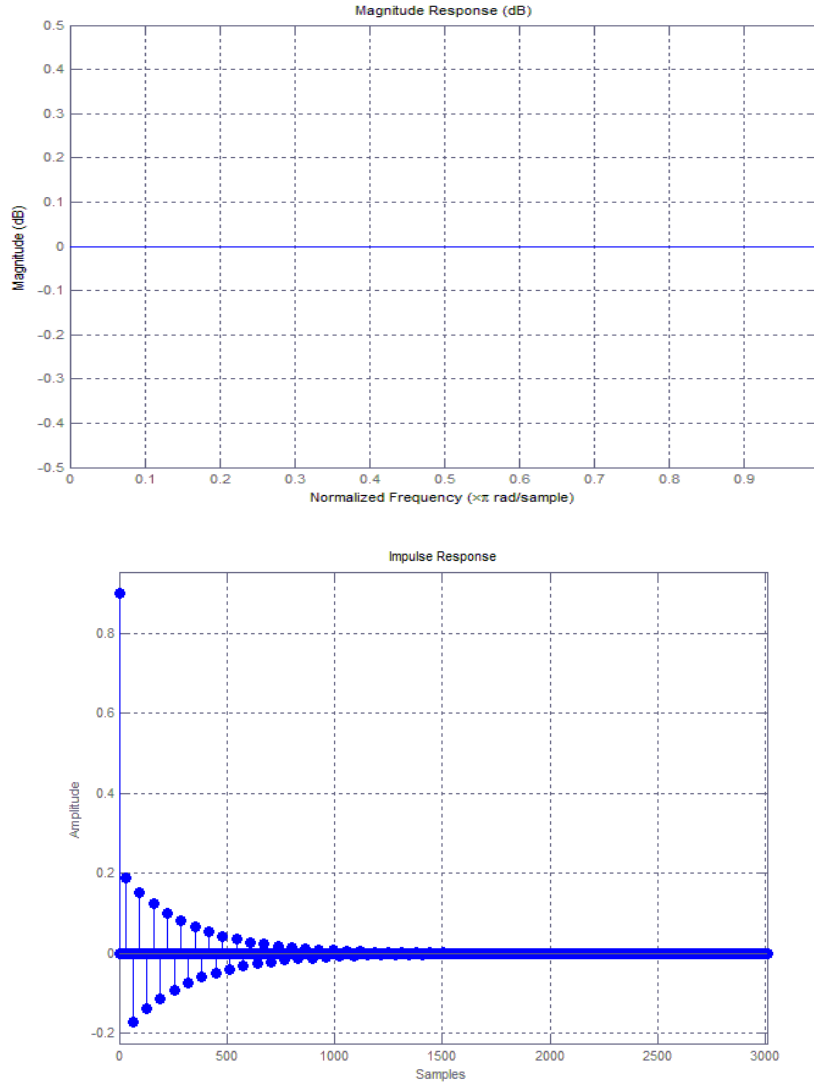 Magnitude Response (dB)
0.5
0.4
0.3
0.2
0.1
0
-0.1
-0.2
-0.3
-0.4
-0.5
Magnitude (dB)
0 0.1 0.2 0.3 0.4 0.5 0.6 0.7 0.8 0.9
Normalized Frequency (×π rad/sample)
Impulse Response
0.8
0.6
0.4
0.2
0
-0.2
Amplitude
0 500 1000 1500 2000 2500 3000
Samples